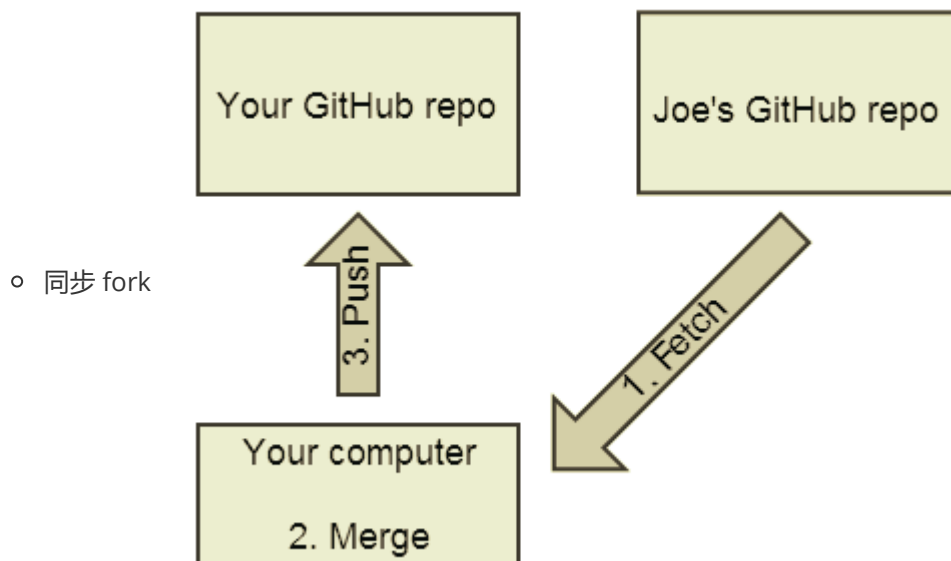 Your GitHub repo
Joe's GitHub repo
同步 fork
3. Push
1. Fetch
Your computer
2. Merge